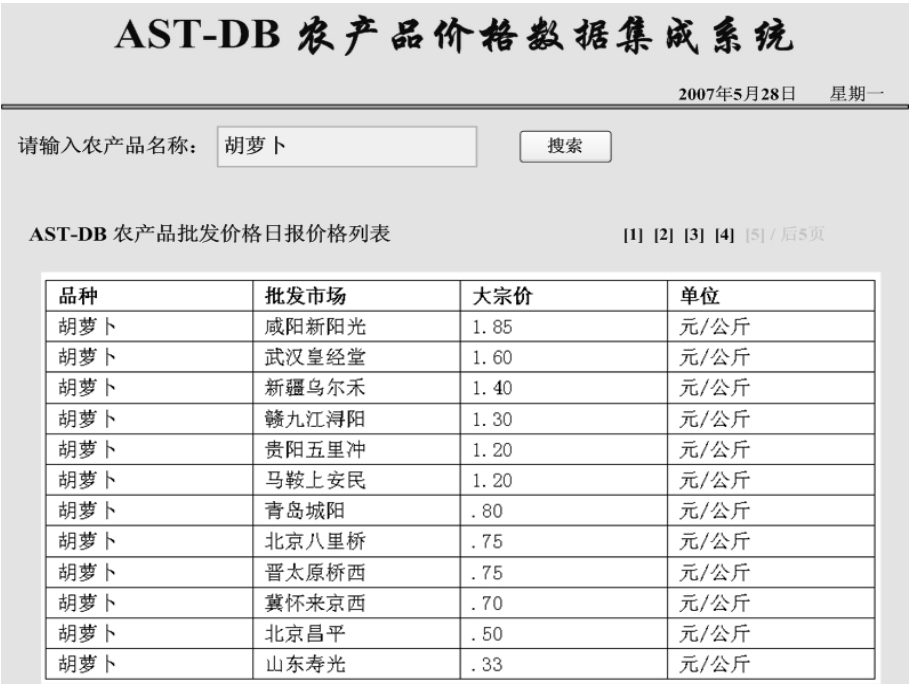 AST-DB 农产品价格数据集成系统
2007年5月28日 星期一
请输入农产品名称： 胡萝卜 搜索
AST-DB 农产品批发价格日报价格列表 [1] [2] [3] [4] [5] / 后5页
品种 批发市场 大宗价 单位
胡萝卜 咸阳新阳光 1.85 元/公斤
胡萝卜 武汉皇经堂 1.60 元/公斤
胡萝卜 新疆乌尔禾 1.40 元/公斤
胡萝卜 赣九江浔阳 1.30 元/公斤
胡萝卜 贵阳五里冲 1.20 元/公斤
胡萝卜 马鞍上安民 1.20 元/公斤
胡萝卜 青岛城阳 .80 元/公斤
胡萝卜 北京八里桥 .75 元/公斤
胡萝卜 晋太原桥西 .75 元/公斤
胡萝卜 冀怀来京西 .70 元/公斤
胡萝卜 北京昌平 .50 元/公斤
胡萝卜 山东寿光 .33 元/公斤